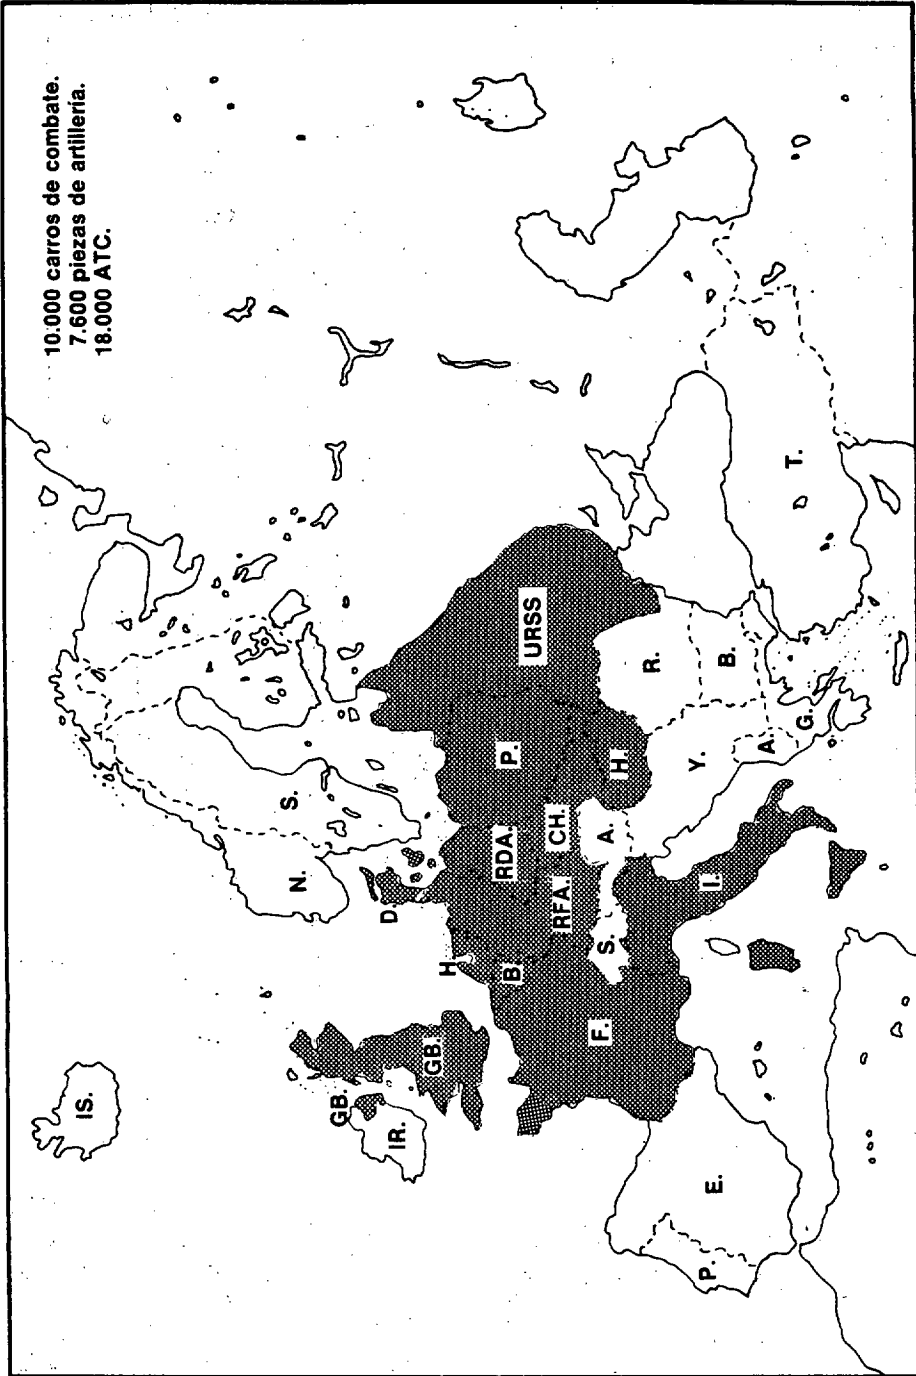 10.000 carros de combate.
7.600 piezas de artillería.
18.000 ATC.
IS.
N.
S.
GB.
IR.
D.
H
B.
GB.
RDA.
P.
URSS
RFA.
CH.
F.
S.
A.
H.
R.
I.
Y.
B.
A.
G.
T.
P.
E.